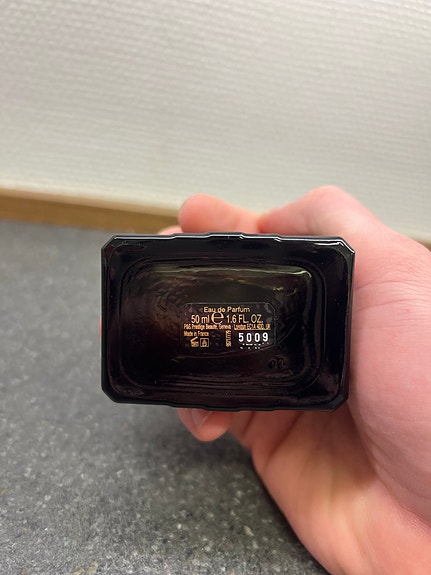 Eau de Parfum
50 ml e 1.6 FL. OZ.
P&G Prestige Beaute, Geneva London EC1A 4DD, UK
Made in France
5009